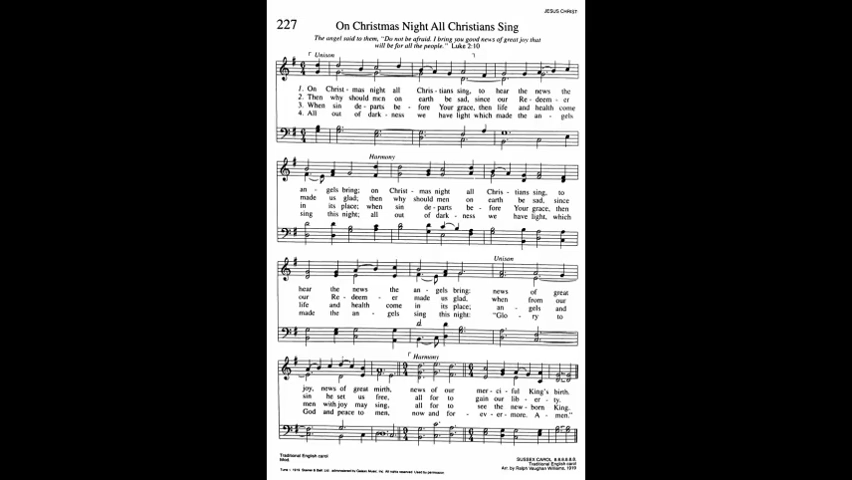 JESUS CHRIST
227
On Christmas Night All Christians Sing
The angel said to them, "Do not be afraid. I bring you good news of great joy that
will be for all the people." Luke 2:10
Unison
1. On Christ - mas night all Chris - tians sing, to hear the news the
2. Then why should men on earth be sad, since our Re - deem - er
3. When sin de - parts be - fore Your grace, then life and health come
4. All out of dark - ness we have light which made the an - gels
Harmony
an - gels bring; on Christ - mas night all Chris - tians sing, to
made us glad; then why should men on earth be sad, since
in its place; when sin de - parts be - fore Your grace, then
sing this night; all out of dark - ness we have light, which
Unison
hear the news the an - gels bring: news of great
our Re - deem - er made us glad, when from our
life and health come in its place; an - gels and
made the an - gels sing this night: "Glo - ry to
Harmony
joy, news of great mirth, news of our mer - ci - ful King's birth.
sin he set us free, all for to gain our lib - er - ty.
men with joy may sing, all for to see the new - born King.
God and peace to men, now and for - ev - er - more. A - men."
Traditional English carol
SUSSEX CAROL 8.8.8.8.8.8.
Traditional English carol
Arr. by Ralph Vaughan Williams, 1919